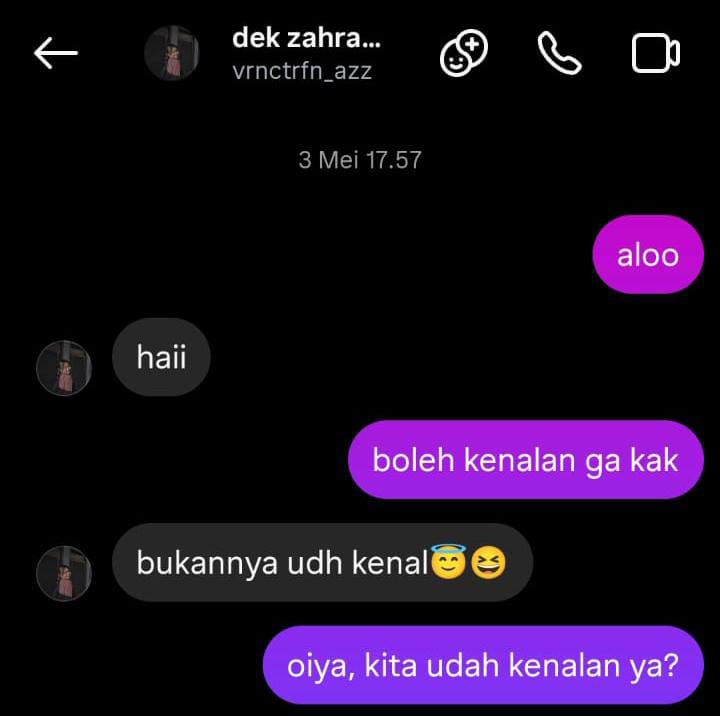 dek zahra...
vrnctrfn_azz
3 Mei 17.57
aloo
haii
boleh kenalan ga kak
bukannya udh kenal😇😆
oiya, kita udah kenalan ya?